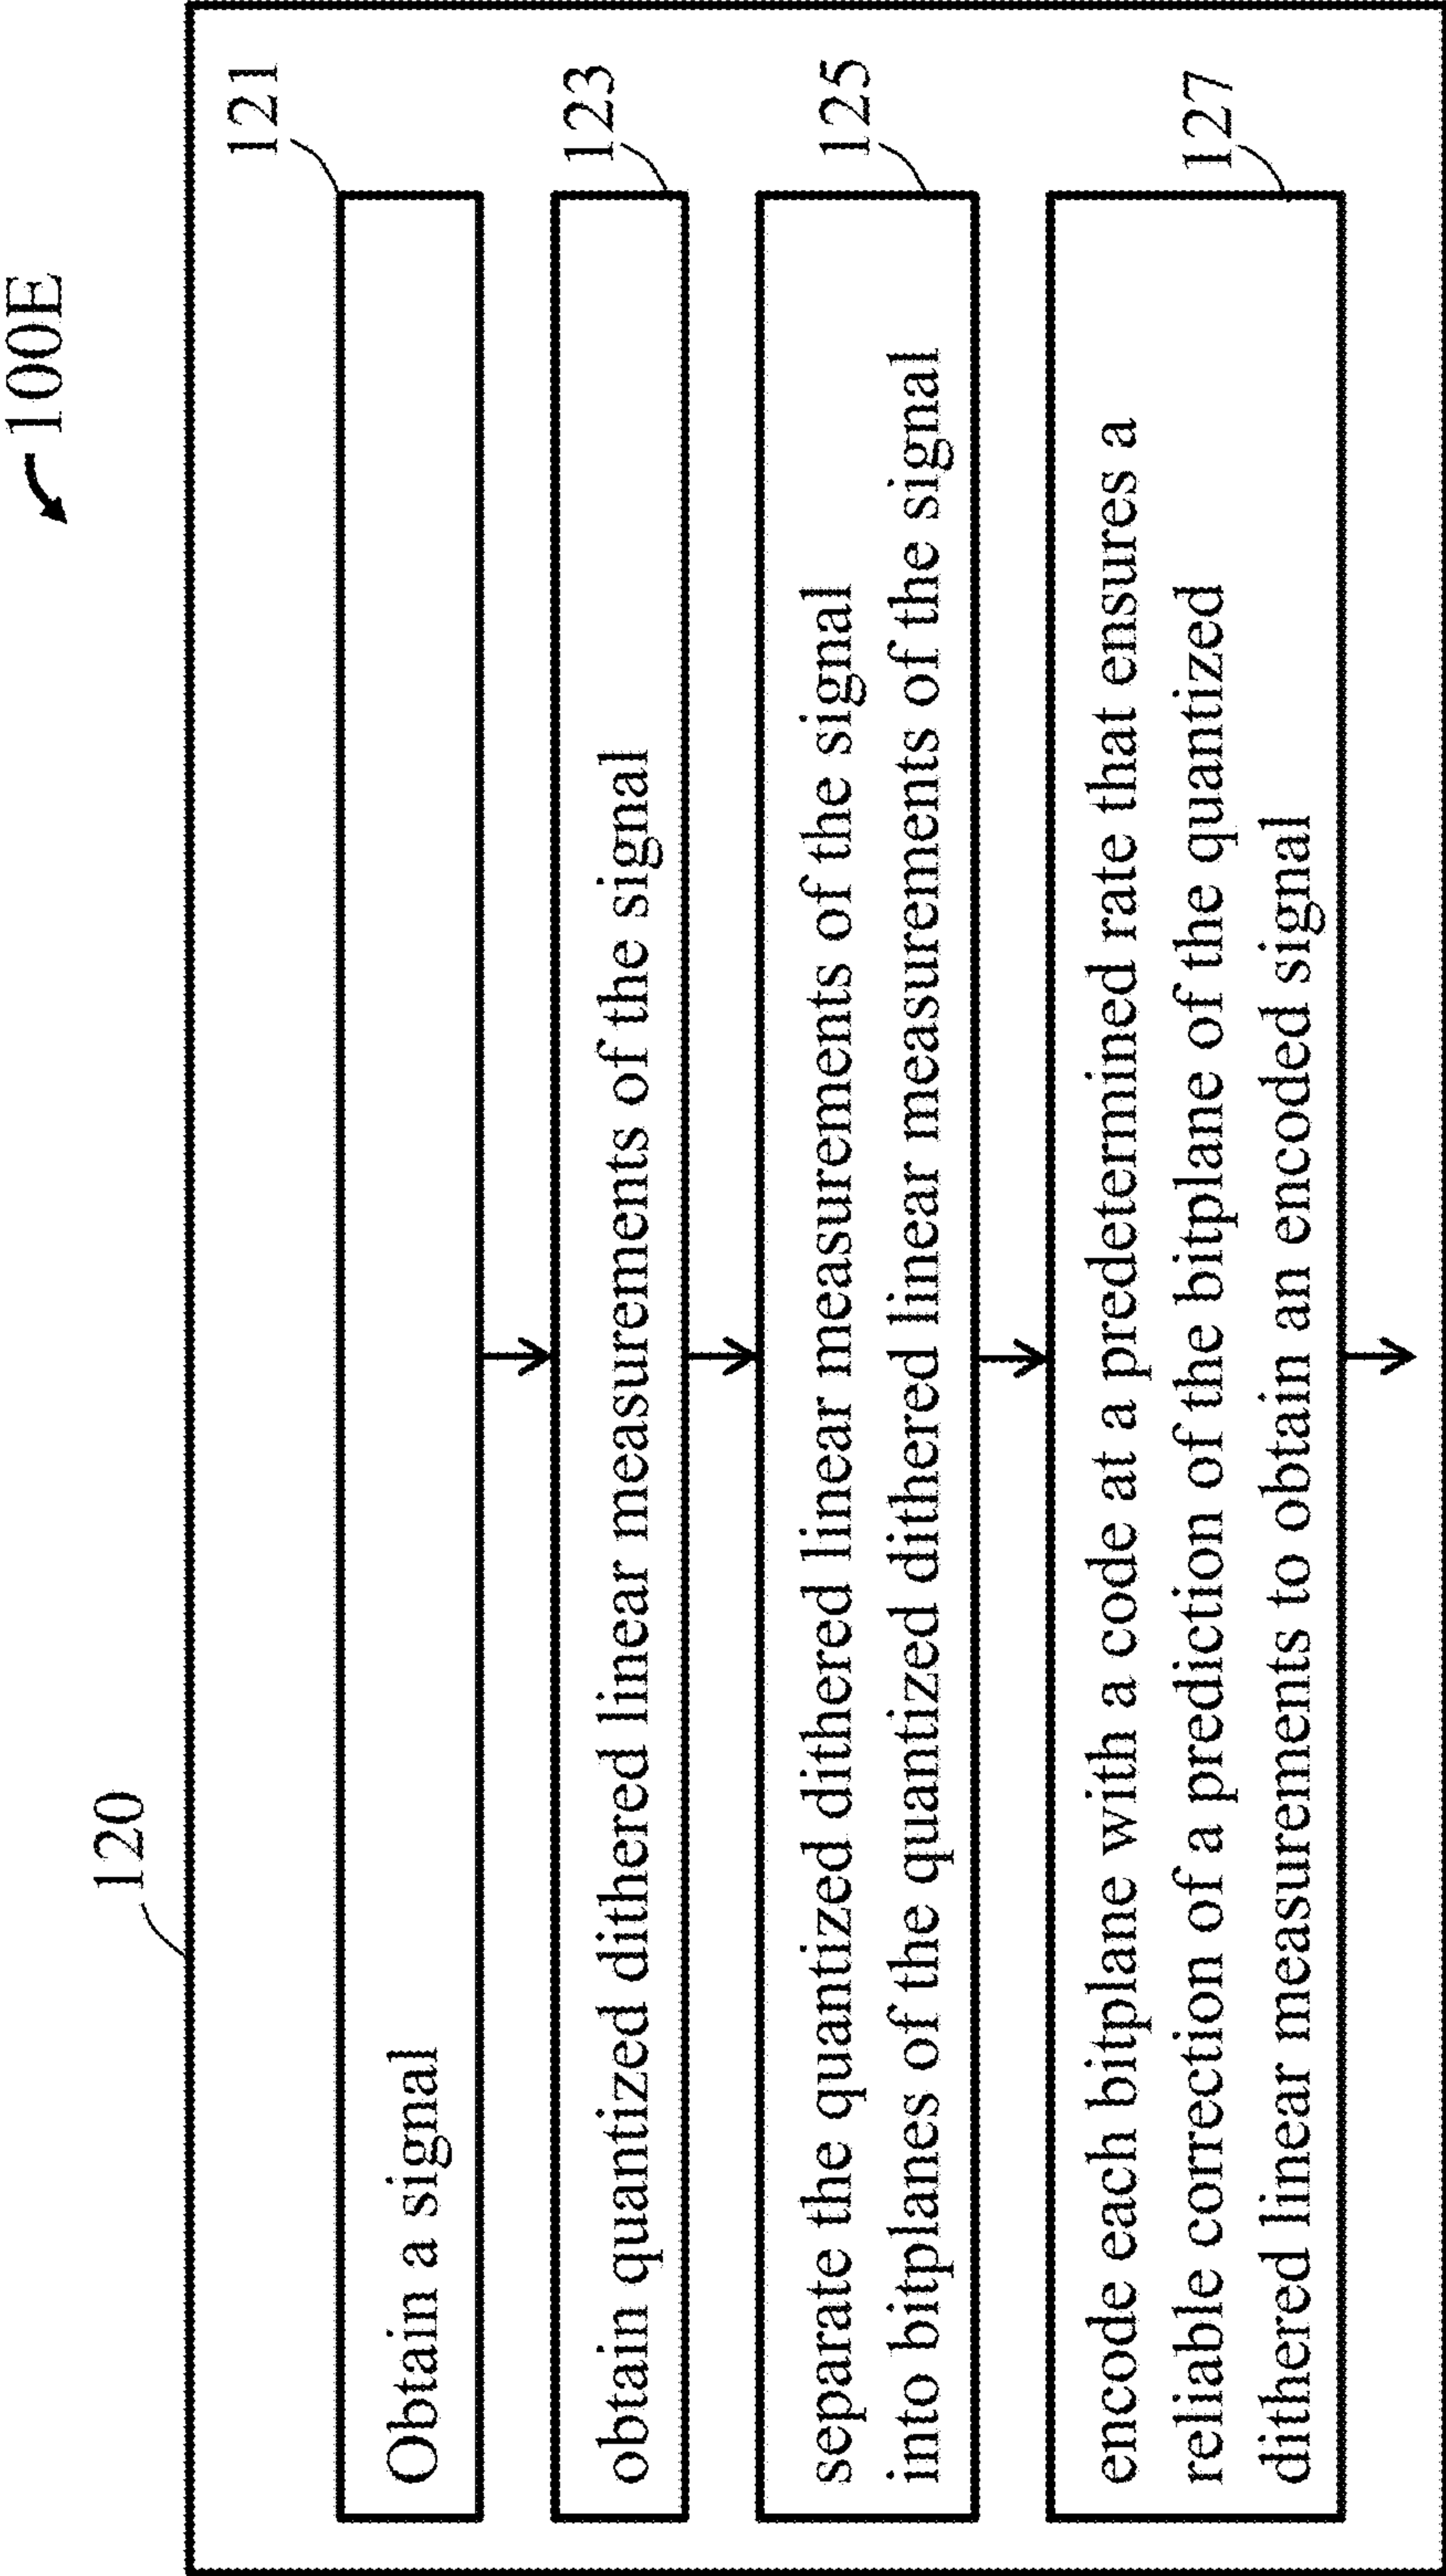 100E
120
121
Obtain a signal
123
obtain quantized dithered linear measurements of the signal
125
separate the quantized dithered linear measurements of the signal
into bitplanes of the quantized dithered linear measurements of the signal
127
encode each bitplane with a code at a predetermined rate that ensures a
reliable correction of a prediction of the bitplane of the quantized
dithered linear measurements to obtain an encoded signal